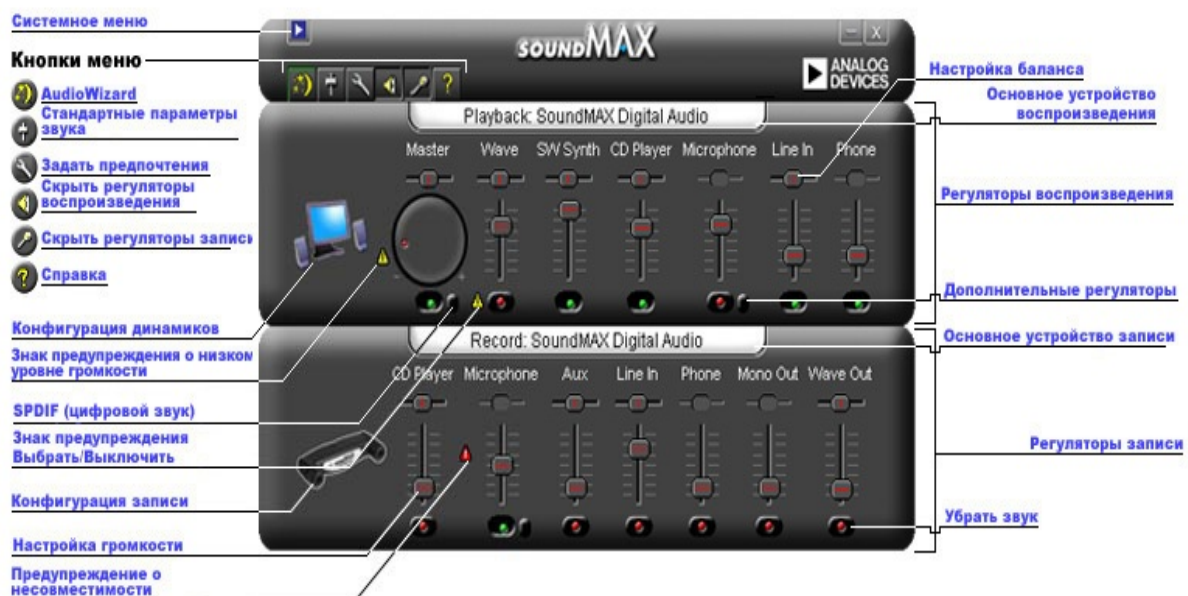 Системное меню
Кнопки меню
AudioWizard
Стандартные параметры
звука
Задать предпочтения
Скрыть регуляторы
воспроизведения
Скрыть регуляторы записи
Справка
Конфигурация динамиков
Знак предупреждения о низком
уровне громкости
SPDIF (цифровой звук)
Знак предупреждения
Выбрать/Выключить
Конфигурация записи
Настройка громкости
Предупреждение о
несовместимости
SOUNDMAX
ANALOG
DEVICES
Playback: SoundMAX Digital Audio
Master Wave SW Synth CD Player Microphone Line In Phone
Record: SoundMAX Digital Audio
CD Player Microphone Aux Line In Phone Mono Out Wave Out
Настройка баланса
Основное устройство
воспроизведения
Регуляторы воспроизведения
Дополнительные регуляторы
Основное устройство записи
Регуляторы записи
Убрать звук